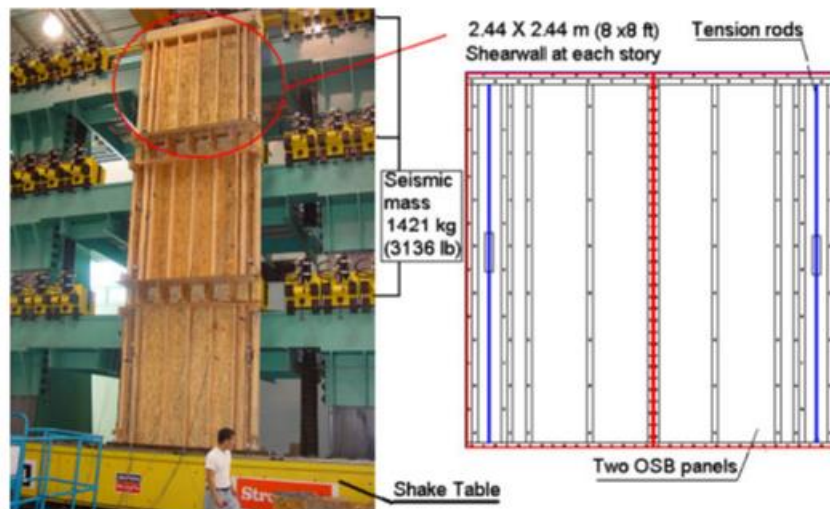 2.44 X 2.44 m (8 x8 ft)
Shearwall at each story
Tension rods
Seismic
mass
1421 kg
(3136 lb)
Two OSB panels
Shake Table